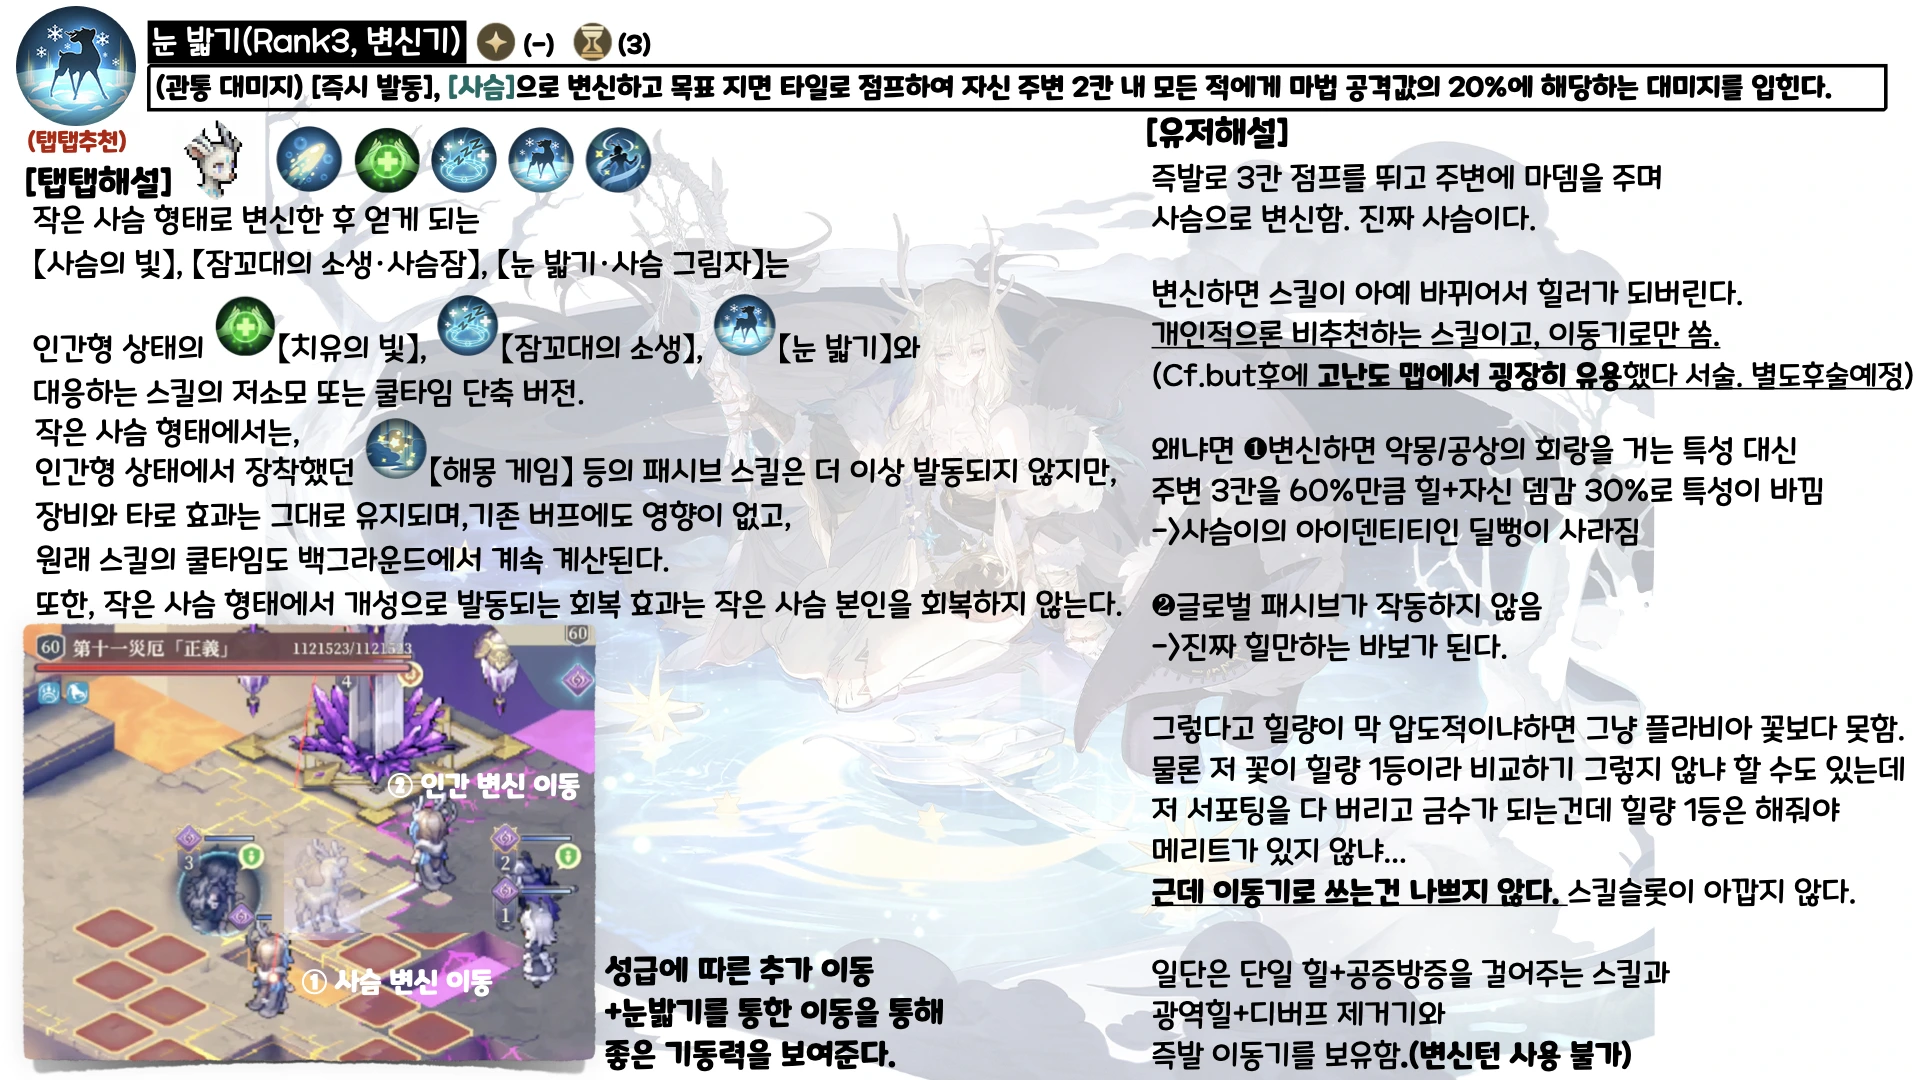 눈 밟기(Rank3, 변신기) (-) (3)
(관통 대미지) [즉시 발동], [사슴]으로 변신하고 목표 지면 타일로 점프하여 자신 주변 2칸 내 모든 적에게 마법 공격값의 20%에 해당하는 대미지를 입힌다.
(탭탭추천)
[탭탭해설]
작은 사슴 형태로 변신한 후 얻게 되는
【사슴의 빛】, 【잠꼬대의 소생·사슴잠】, 【눈 밟기·사슴 그림자】는
인간형 상태의 【치유의 빛】, 【잠꼬대의 소생】, 【눈 밟기】와
대응하는 스킬의 저소모 또는 쿨타임 단축 버전.
작은 사슴 형태에서는,
인간형 상태에서 장착했던 【해몽 게임】 등의 패시브 스킬은 더 이상 발동되지 않지만,
장비와 타로 효과는 그대로 유지되며,기존 버프에도 영향이 없고,
원래 스킬의 쿨타임도 백그라운드에서 계속 계산된다.
또한, 작은 사슴 형태에서 개성으로 발동되는 회복 효과는 작은 사슴 본인을 회복하지 않는다.
60 第十一災厄「正義」 1121523/1121523
60
4
② 인간 변신 이동
3
2
1
① 사슴 변신 이동
성급에 따른 추가 이동
+눈밟기를 통한 이동을 통해
좋은 기동력을 보여준다.
[유저해설]
즉발로 3칸 점프를 뛰고 주변에 마뎀을 주며
사슴으로 변신함. 진짜 사슴이다.
변신하면 스킬이 아예 바뀌어서 힐러가 되버린다.
개인적으론 비추천하는 스킬이고, 이동기로만 씀.
(Cf.but후에 고난도 맵에서 굉장히 유용했다 서술. 별도후술예정)
왜냐면 ❶변신하면 악몽/공상의 회랑을 거는 특성 대신
주변 3칸을 60%만큼 힐+자신 뎀감 30%로 특성이 바뀜
->사슴이의 아이덴티티인 딜뻥이 사라짐
❷글로벌 패시브가 작동하지 않음
->진짜 힐만하는 바보가 된다.
그렇다고 힐량이 막 압도적이냐하면 그냥 플라비아 꽃보다 못함.
물론 저 꽃이 힐량 1등이라 비교하기 그렇지 않냐 할 수도 있는데
저 서포팅을 다 버리고 금수가 되는건데 힐량 1등은 해줘야
메리트가 있지 않냐...
근데 이동기로 쓰는건 나쁘지 않다. 스킬슬롯이 아깝지 않다.
일단은 단일 힐+공증방증을 걸어주는 스킬과
광역힐+디버프 제거기와
즉발 이동기를 보유함.(변신턴 사용 불가)